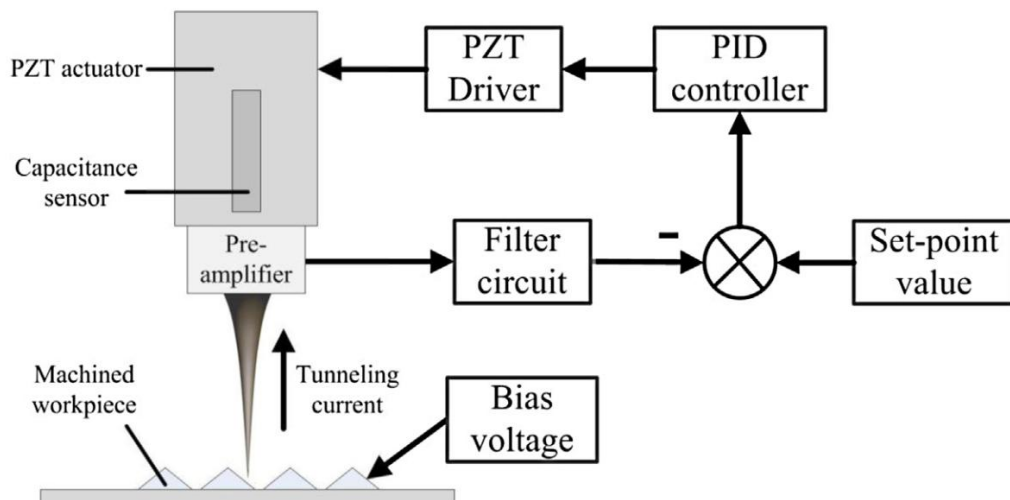 PZT actuator
PZT
Driver
PID
controller
Capacitance
sensor
Pre-
amplifier
Filter
circuit
-
Set-point
value
Machined
workpiece
Tunneling
current
Bias
voltage